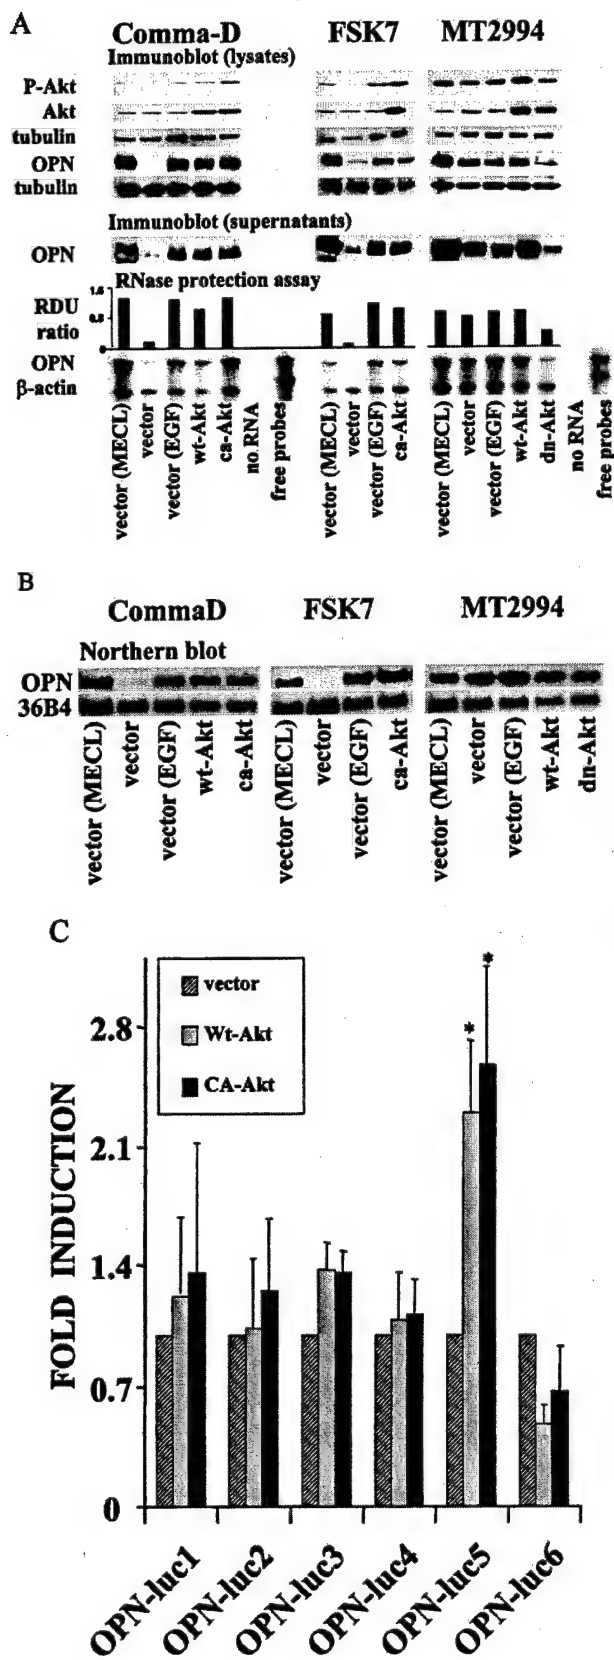 A
Comma-D FSK7 MT2994
Immunoblot (lysates)
P-Akt
Akt
tubulin
OPN
tubulin
Immunoblot (supernatants)
OPN
RNase protection assay
RDU
ratio
0
OPN
β-actin
vector (MECL) vector vector (EGF) wt-Akt ca-Akt no RNA free probes vector (MECL) vector vector (EGF) ca-Akt vector (MECL) vector vector (EGF) wt-Akt dn-Akt no RNA free probes
B
CommaD FSK7 MT2994
Northern blot
OPN
36B4
vector (MECL) vector vector (EGF) wt-Akt ca-Akt vector (MECL) vector vector (EGF) ca-Akt vector (MECL) vector vector (EGF) wt-Akt dn-Akt
C
vector
Wt-Akt
CA-Akt
* *
FOLD INDUCTION
2.8
2.1
1.4
0.7
0
OPN-luc1 OPN-luc2 OPN-luc3 OPN-luc4 OPN-luc5 OPN-luc6